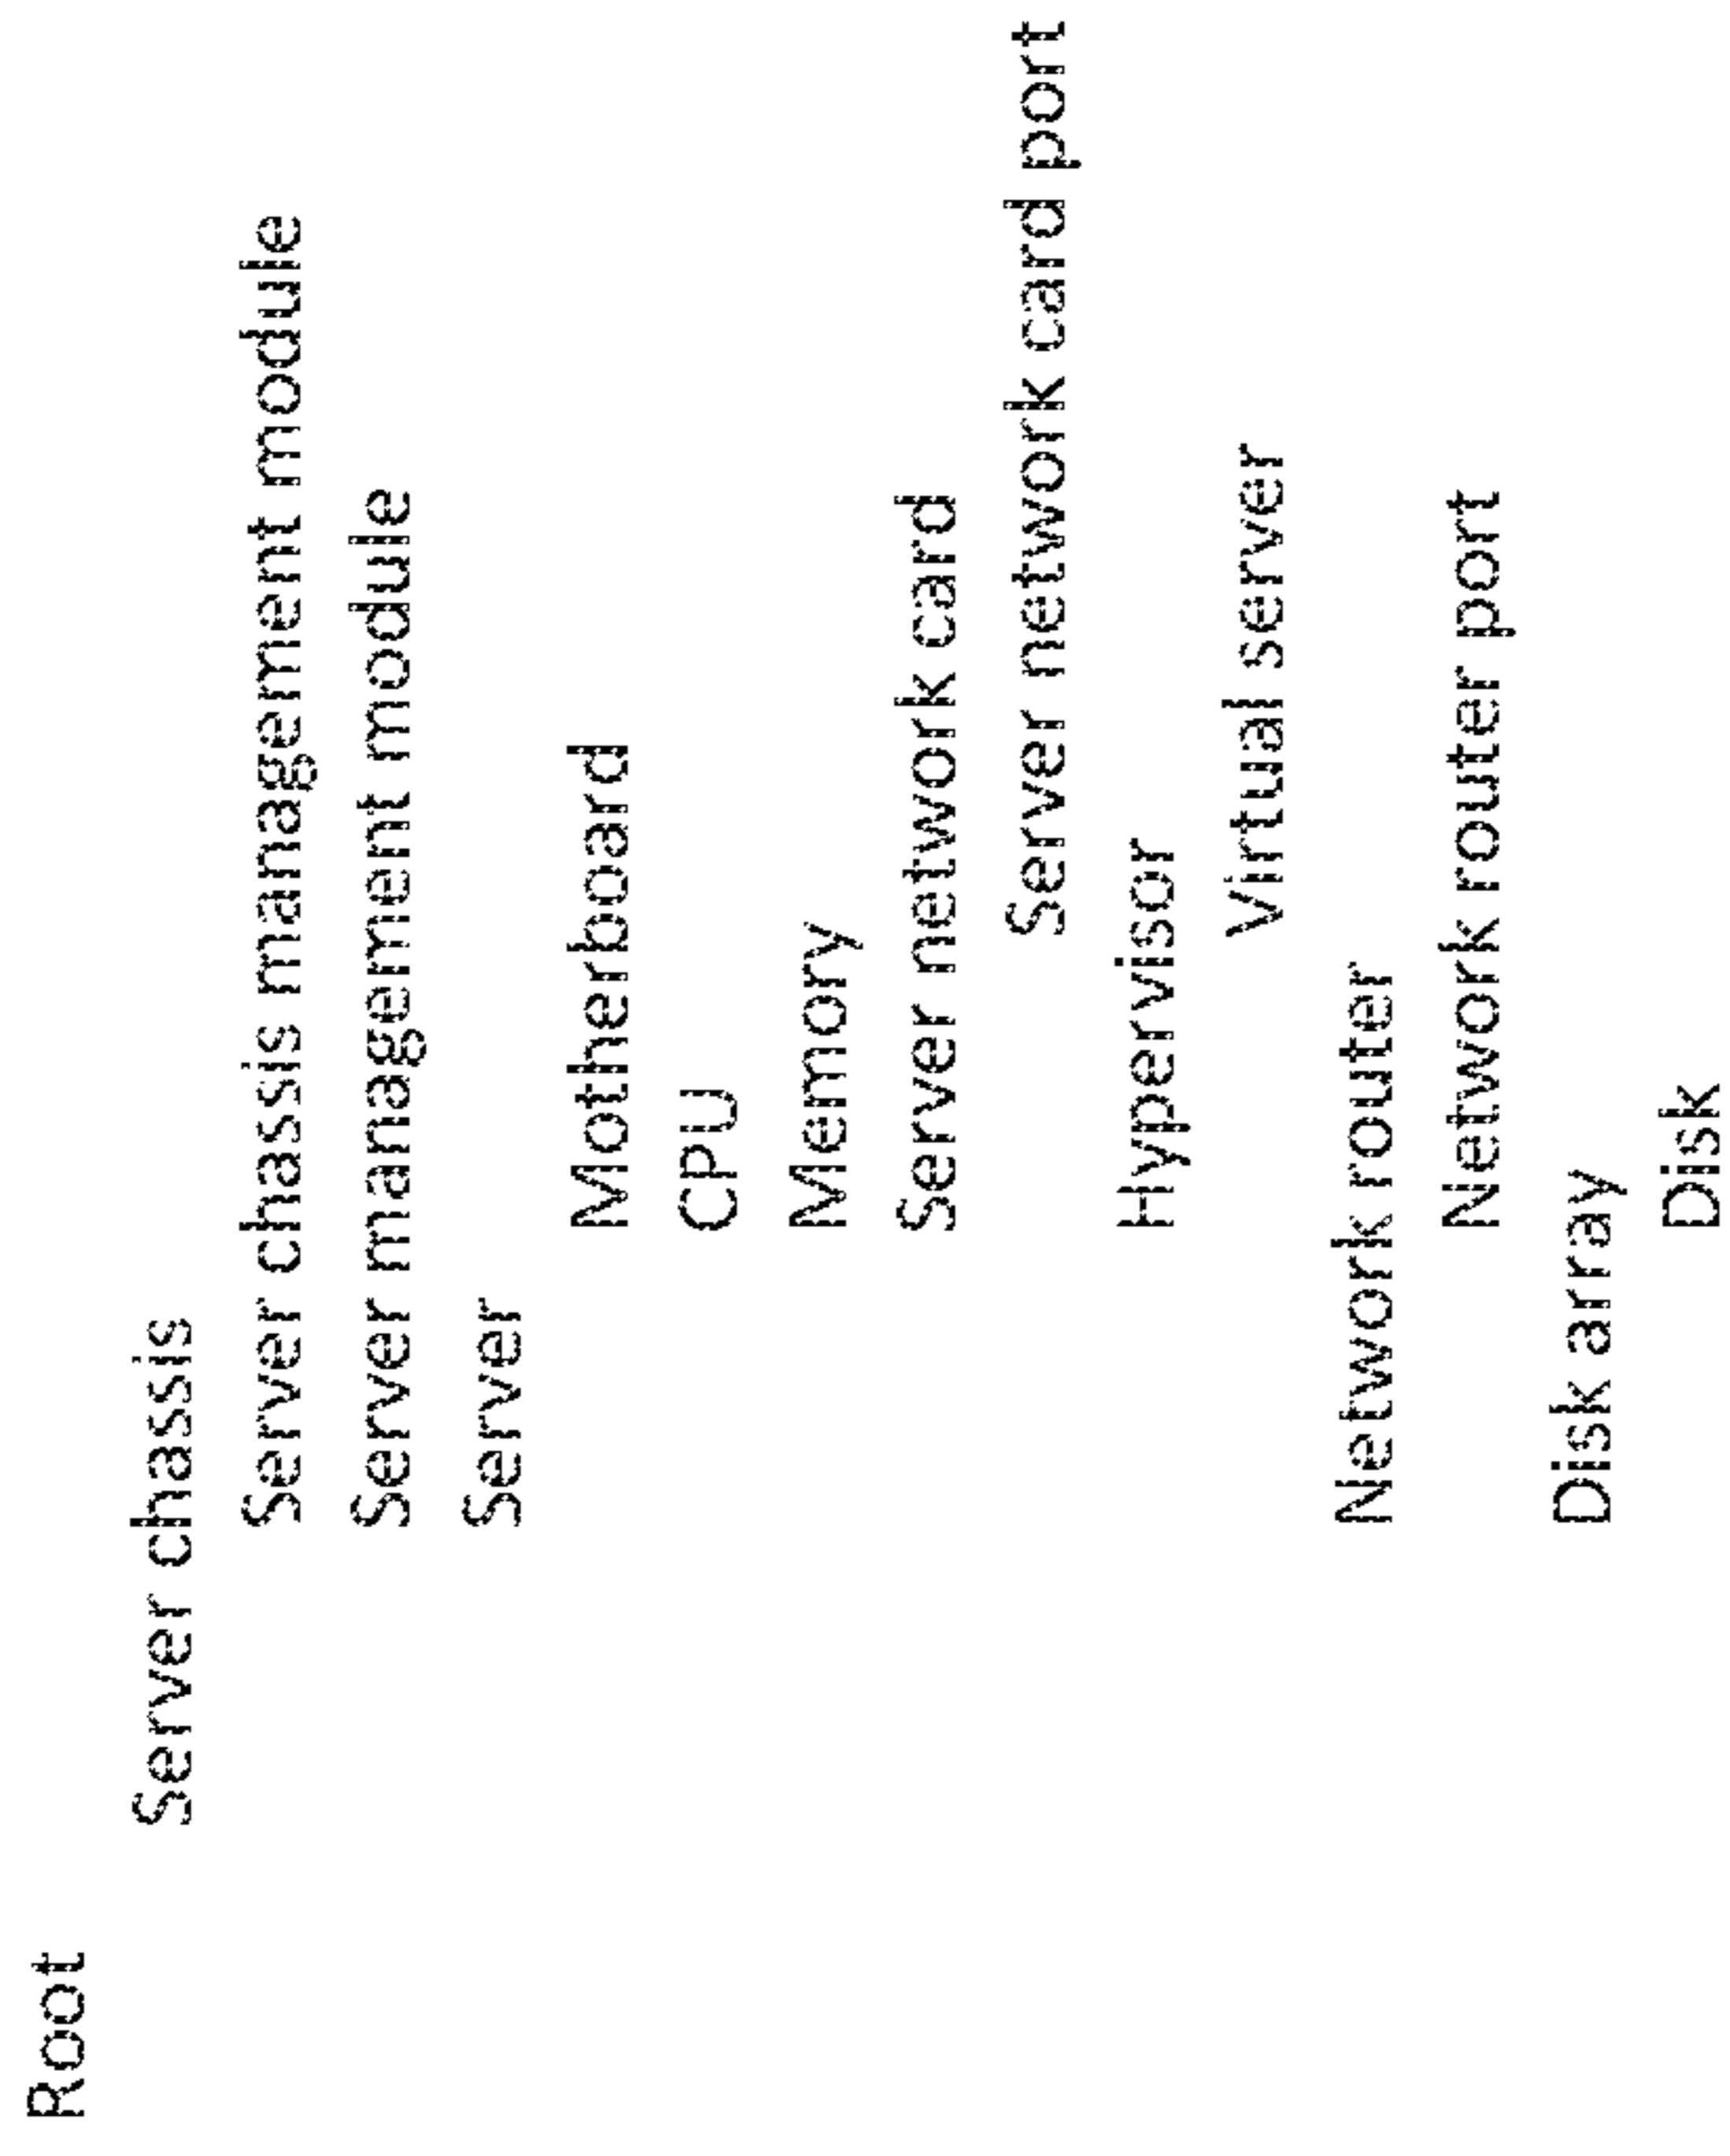 Root
Server chassis
Server chassis management module
Server management module
Server
Motherboard
CPU
Memory
Server network card
Server network card port
Hypervisor
Virtual server
Network router
Network router port
Disk array
Disk